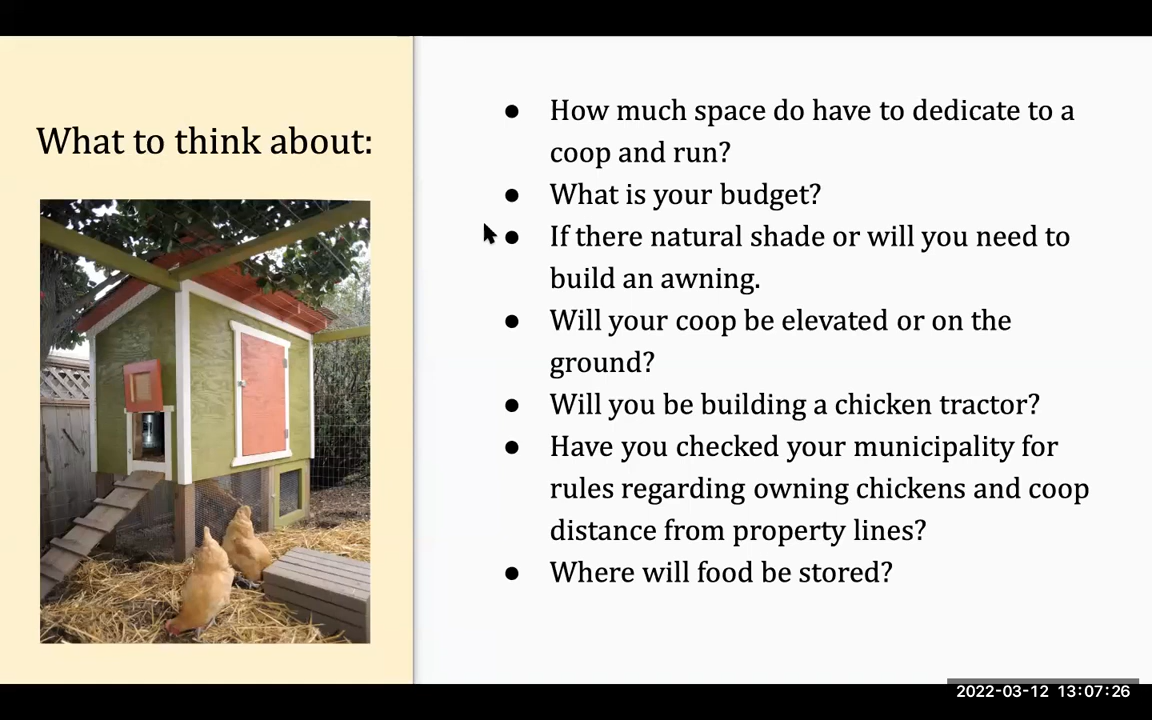 What to think about:
● How much space do have to dedicate to a
coop and run?
● What is your budget?
● If there natural shade or will you need to
build an awning.
● Will your coop be elevated or on the
ground?
● Will you be building a chicken tractor?
● Have you checked your municipality for
rules regarding owning chickens and coop
distance from property lines?
● Where will food be stored?
2022-03-12 13:07:26